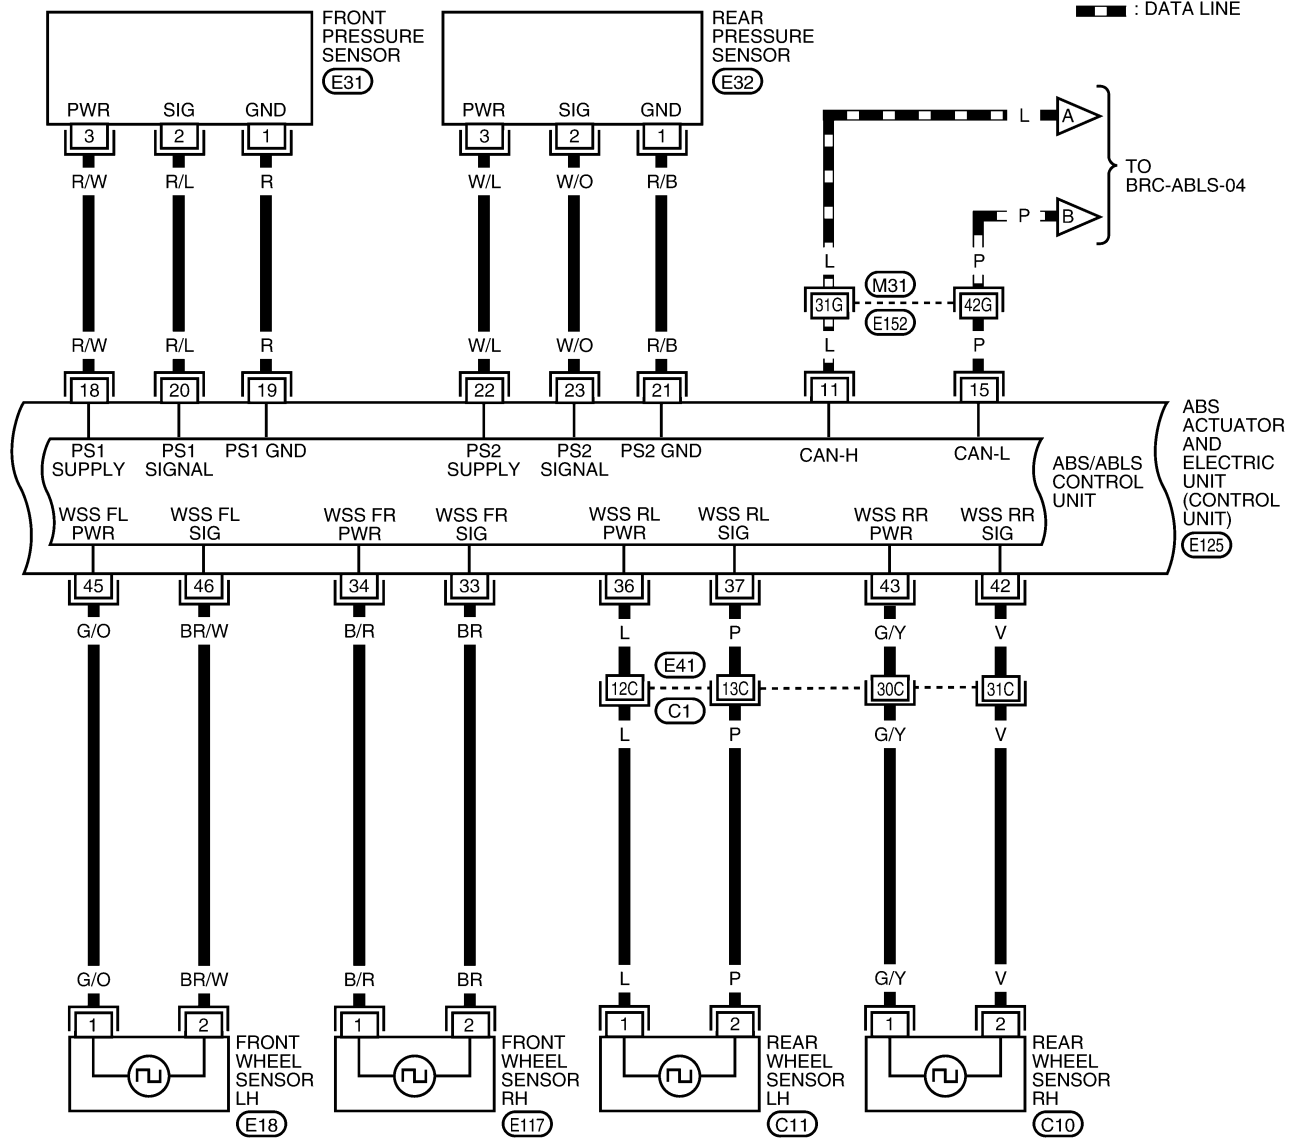 : DATA LINE
FRONT
PRESSURE
SENSOR
E31
REAR
PRESSURE
SENSOR
E32
PWR SIG GND
PWR SIG GND
3 2 1
3 2 1
L A
R/W R/L R
W/L W/O R/B
TO
BRC-ABLS-04
P B
L P
M31
31G 42G
E152
R/W R/L R
W/L W/O R/B
L P
18 20 19
22 23 21
11 15
ABS
ACTUATOR
AND
ELECTRIC
UNIT
(CONTROL
UNIT)
E125
PS1
SUPPLY
PS1
SIGNAL
PS1 GND
PS2
SUPPLY
PS2
SIGNAL
PS2 GND
CAN-H
CAN-L
ABS/ABLS
CONTROL
UNIT
WSS FL
PWR
WSS FL
SIG
WSS FR
PWR
WSS FR
SIG
WSS RL
PWR
WSS RL
SIG
WSS RR
PWR
WSS RR
SIG
45 46 34 33 36 37 43 42
G/O BR/W B/R BR L P G/Y V
E41
12C 13C 30C 31C
C1
L P G/Y V
G/O BR/W B/R BR L P G/Y V
1 2 1 2 1 2 1 2
FRONT
WHEEL
SENSOR
LH
E18
FRONT
WHEEL
SENSOR
RH
E117
REAR
WHEEL
SENSOR
LH
C11
REAR
WHEEL
SENSOR
RH
C10